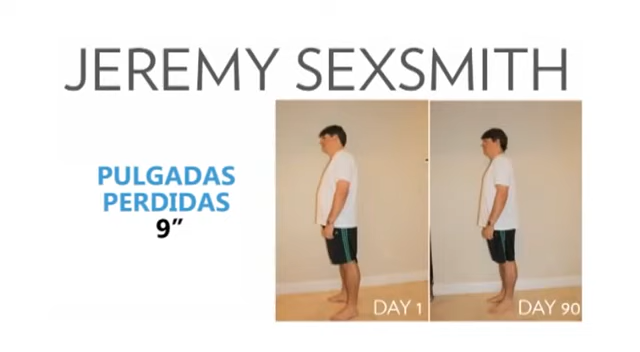 JEREMY SEXSMITH
PULGADAS
PERDIDAS
9”
DAY 1
DAY 90